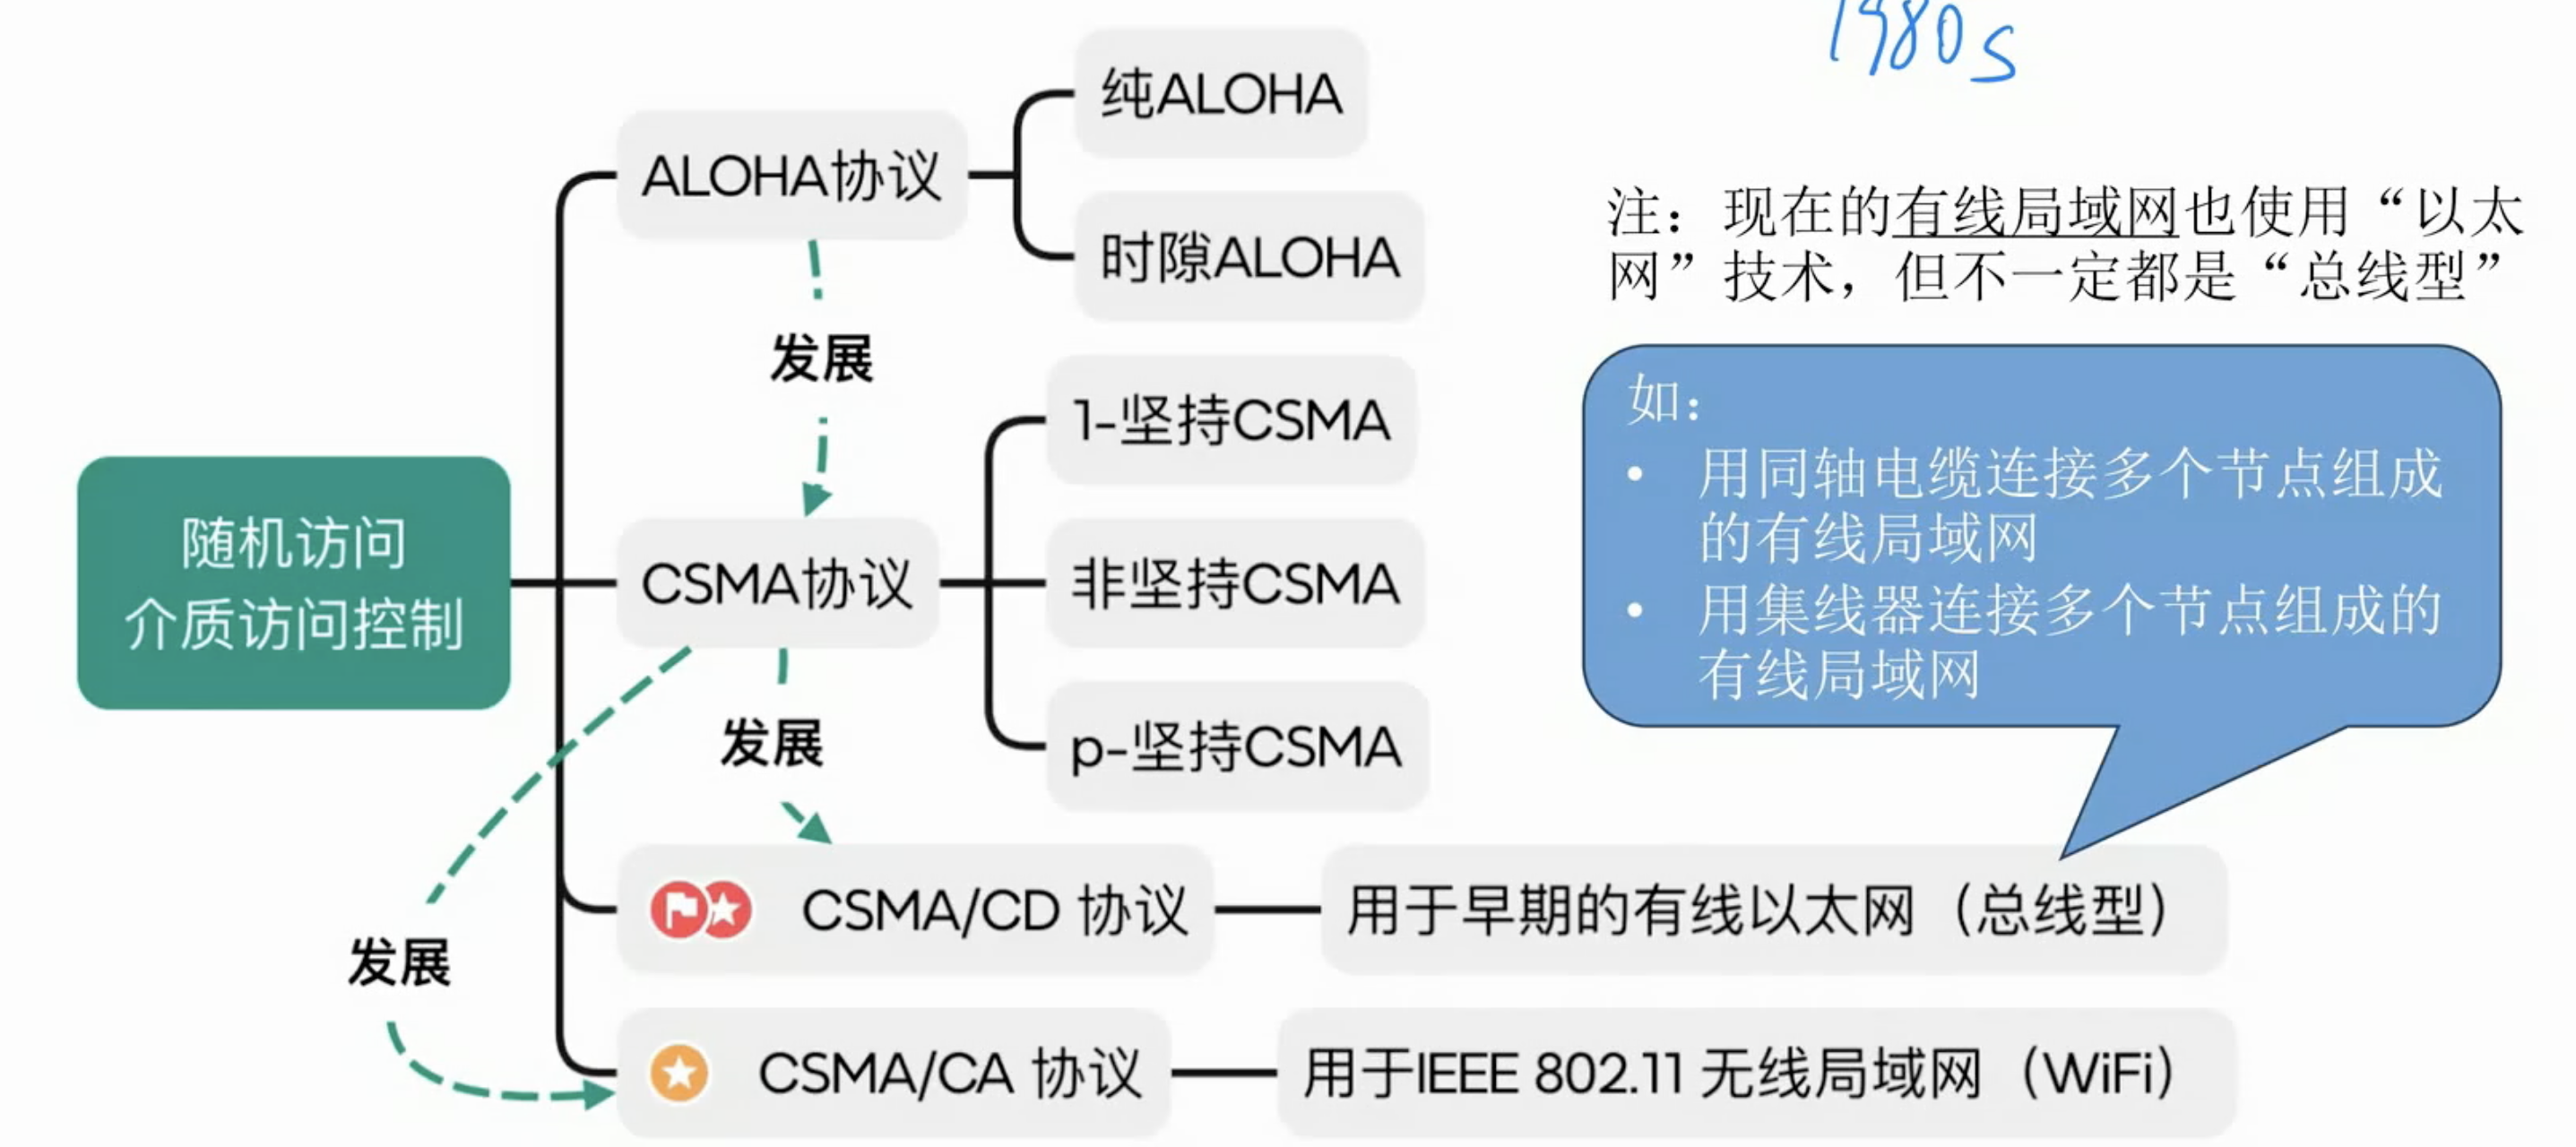 1980s
纯ALOHA
ALOHA协议
时隙ALOHA
注：现在的有线局域网也使用“以太
网”技术，但不一定都是“总线型”
发展
1-坚持CSMA
随机访问
介质访问控制
CSMA协议
非坚持CSMA
p-坚持CSMA
如：
• 用同轴电缆连接多个节点组成
的有线局域网
• 用集线器连接多个节点组成的
有线局域网
发展
CSMA/CD 协议
用于早期的有线以太网（总线型）
发展
CSMA/CA 协议
用于IEEE 802.11 无线局域网（WiFi）